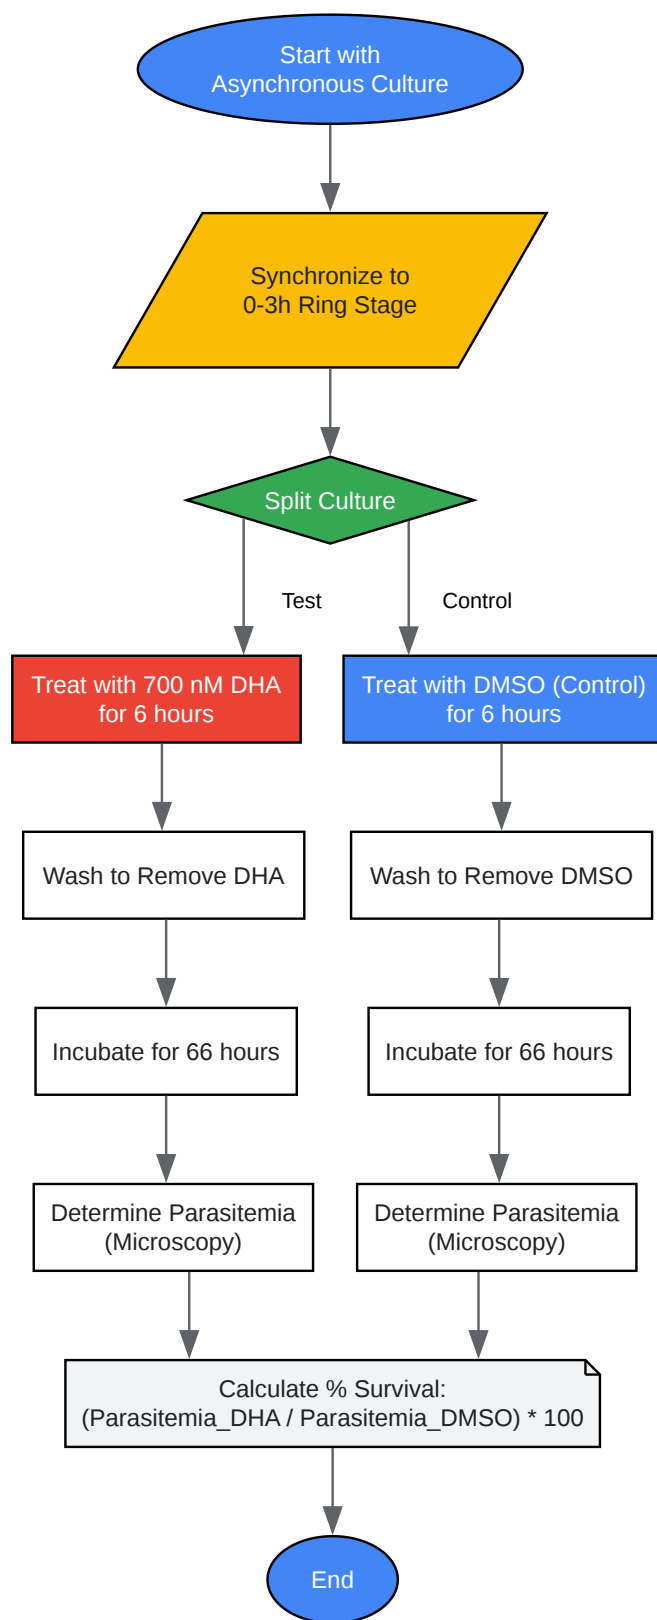 Start with
Asynchronous Culture
Synchronize to
0-3h Ring Stage
Split Culture
Test
Control
Treat with 700 nM DHA
for 6 hours
Treat with DMSO (Control)
for 6 hours
Wash to Remove DHA
Wash to Remove DMSO
Incubate for 66 hours
Incubate for 66 hours
Determine Parasitemia
(Microscopy)
Determine Parasitemia
(Microscopy)
Calculate % Survival:
(Parasitemia_DHA / Parasitemia_DMSO) * 100
End